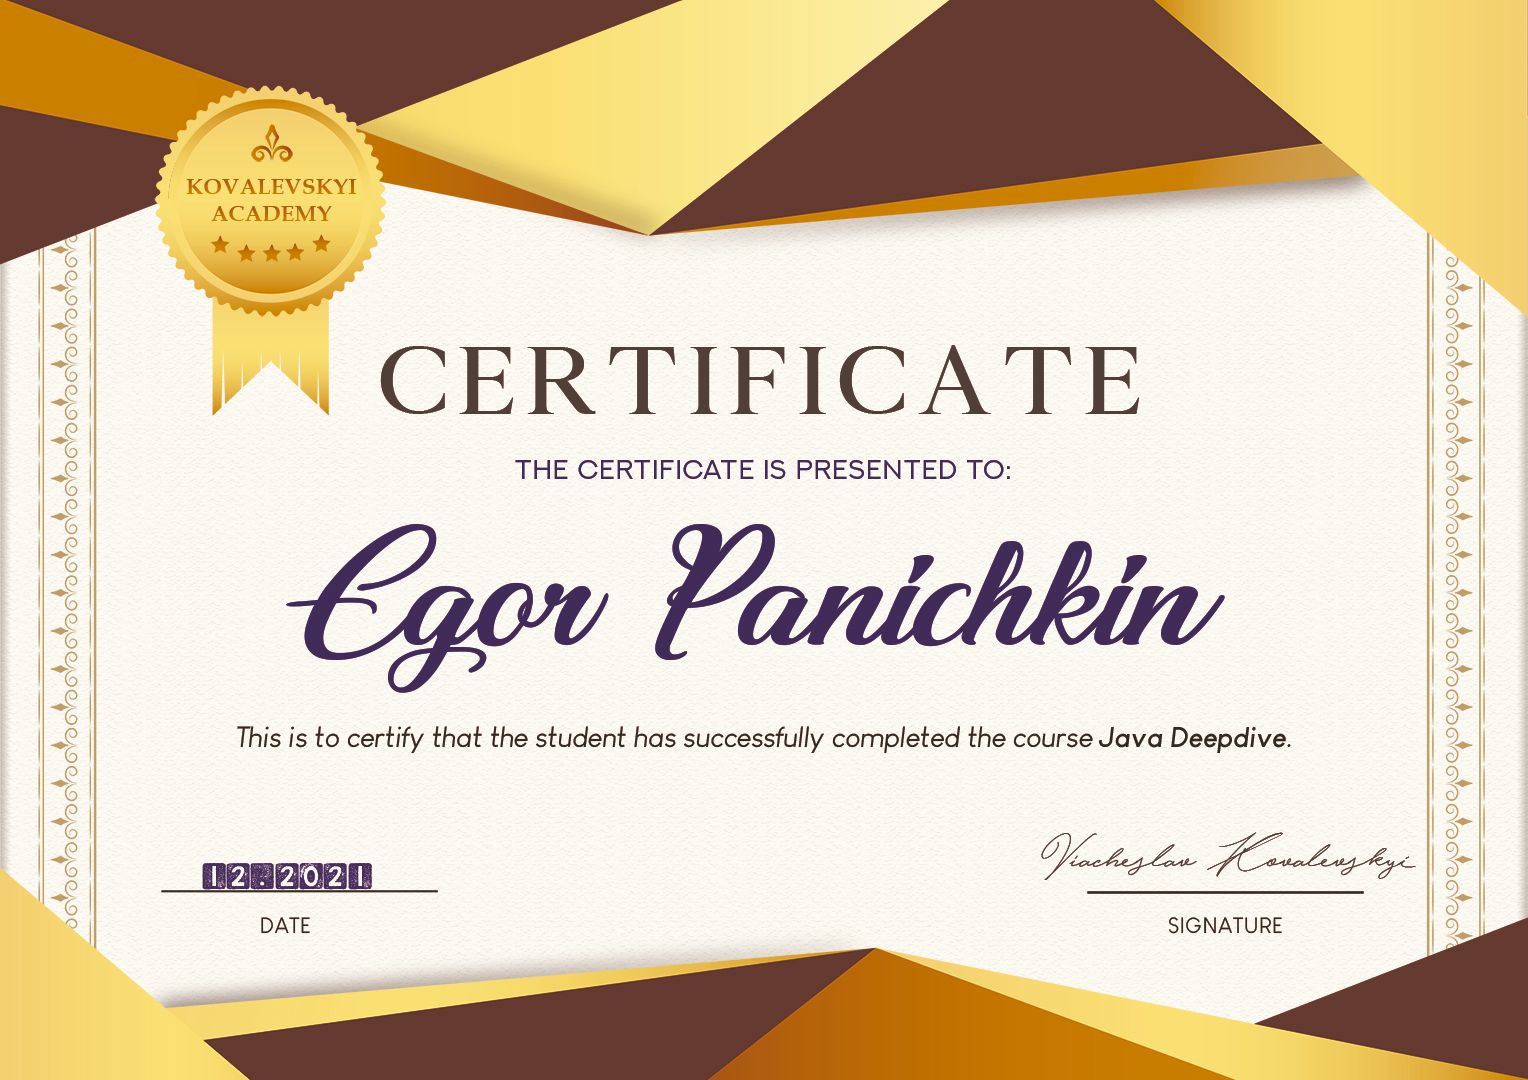 KOVALEVSKYI
ACADEMY
CERTIFICATE
THE CERTIFICATE IS PRESENTED TO:
Egor Panichkin
This is to certify that the student has successfully completed the course Java Deepdive.
12.2021
Viacheslav Kovalevskyi
DATE
SIGNATURE